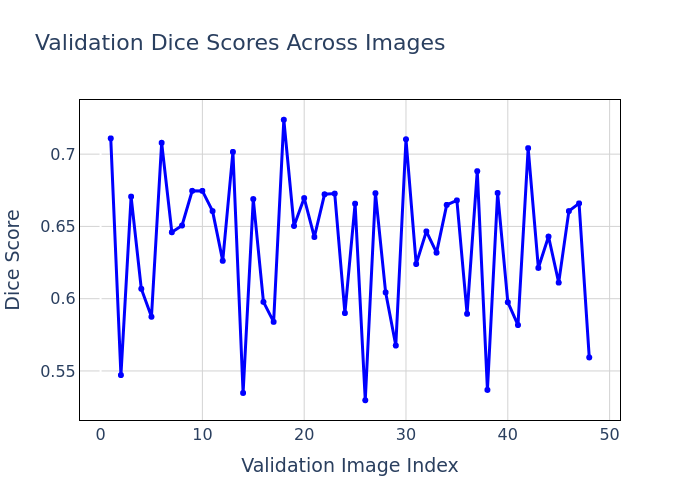 Validation Dice Scores Across Images
Dice Score
0.7
0.65
0.6
0.55
0 10 20 30 40 50
Validation Image Index